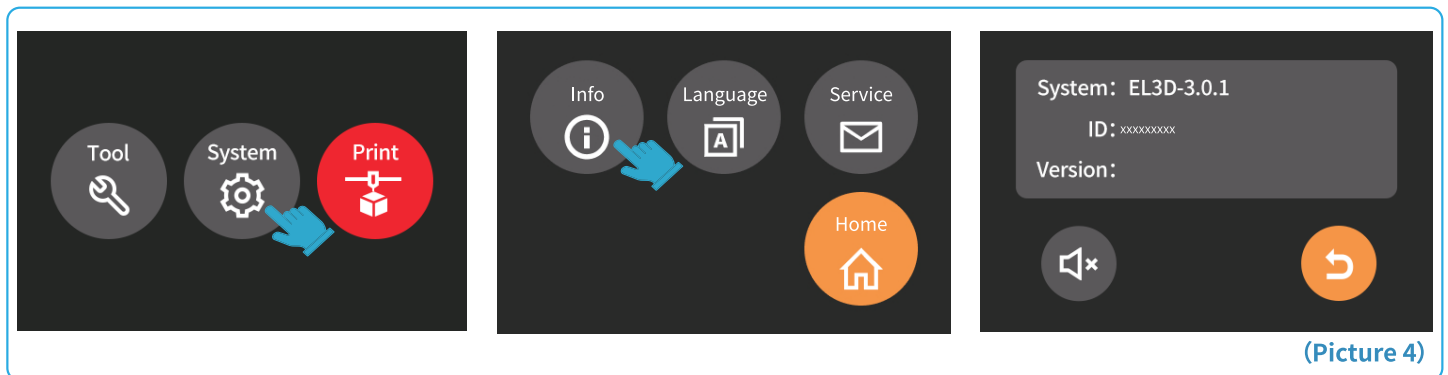 Tool
System
Print
Info
Language
A
Service
Home
System: EL3D-3.0.1
ID: xxxxxxxxx
Version:
(Picture 4)